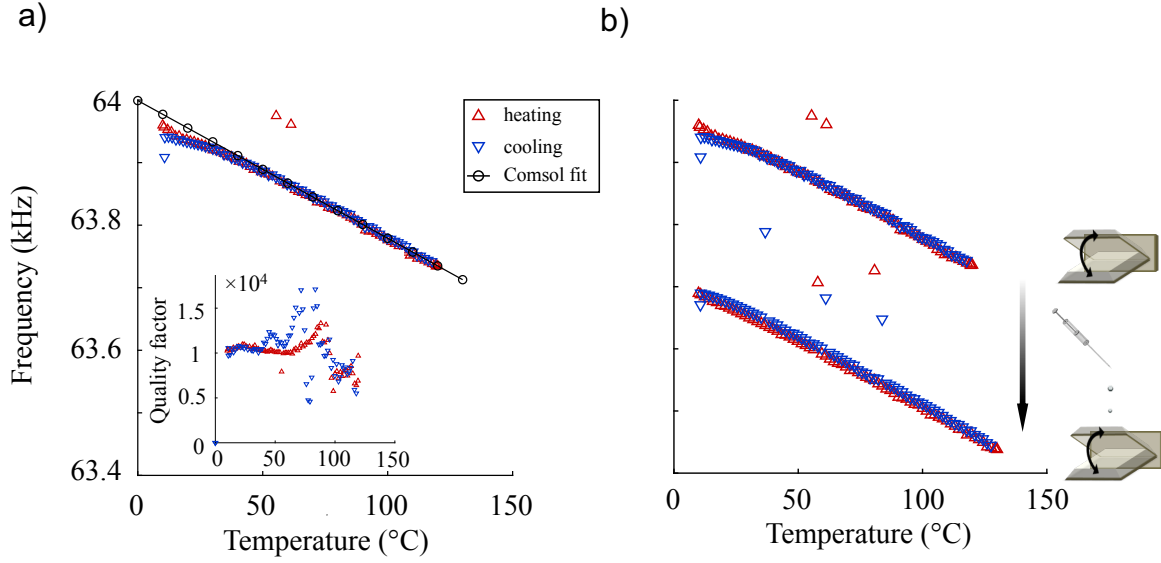 a)
b)
64
63.8
63.6
63.4
Frequency (kHz)
heating
cooling
Comsol fit
×10⁴
1.5
1
0.5
0
Quality factor
0 50 100 150
0 50 100 150
Temperature (°C)
10 50 100 150
Temperature (°C)